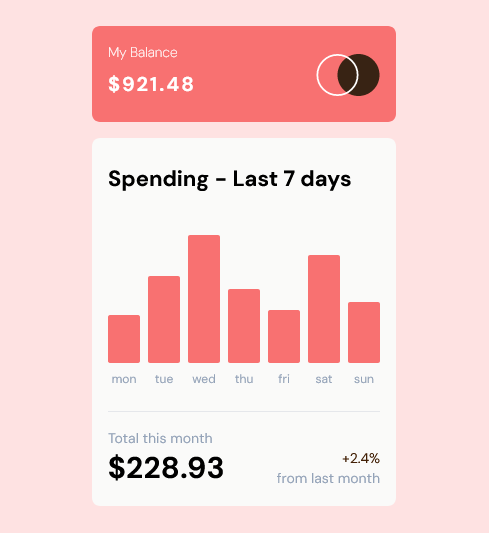 My Balance
$921.48
Spending - Last 7 days
mon tue wed thu fri sat sun
Total this month
$228.93
+2.4%
from last month